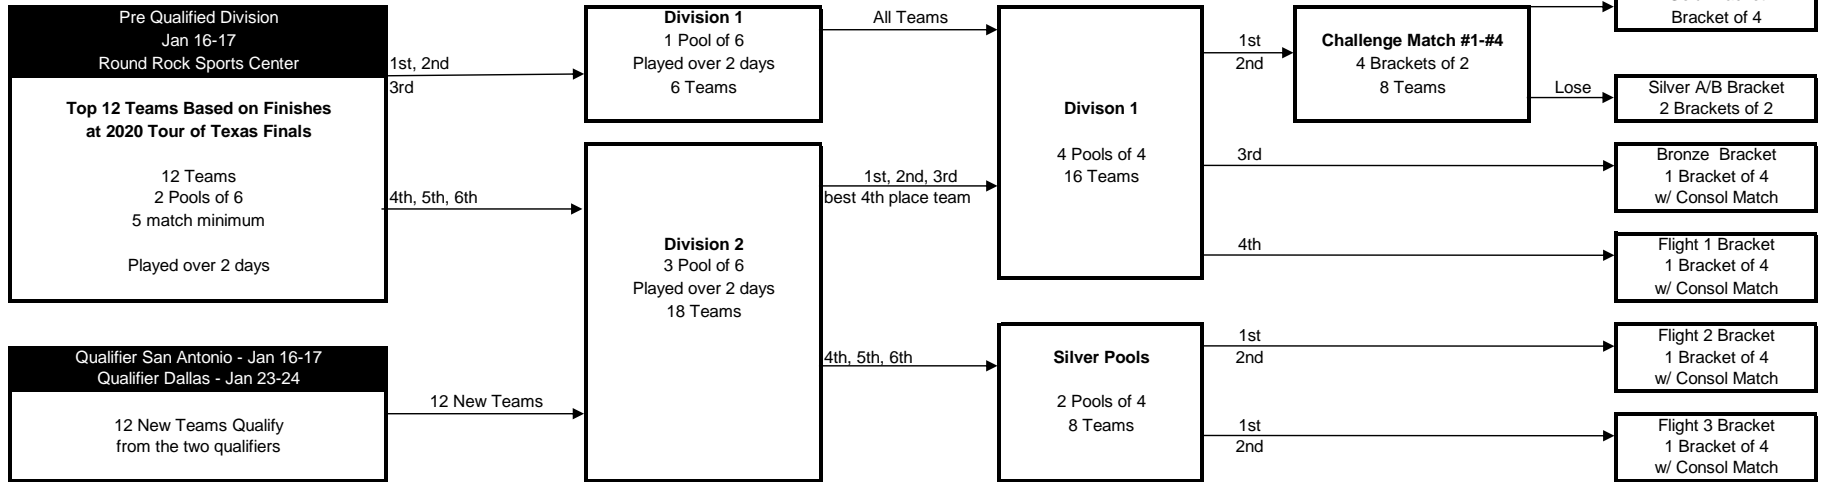 Pre Qualified Division
Jan 16-17
Round Rock Sports Center
Top 12 Teams Based on Finishes
at 2020 Tour of Texas Finals
12 Teams
2 Pools of 6
5 match minimum
Played over 2 days
Qualifier San Antonio - Jan 16-17
Qualifier Dallas - Jan 23-24
12 New Teams Qualify
from the two qualifiers
1st, 2nd
3rd
4th, 5th, 6th
12 New Teams
Division 1
1 Pool of 6
Played over 2 days
6 Teams
Division 2
3 Pool of 6
Played over 2 days
18 Teams
All Teams
1st, 2nd, 3rd
best 4th place team
4th, 5th, 6th
Divison 1
4 Pools of 4
16 Teams
Silver Pools
2 Pools of 4
8 Teams
1st
2nd
3rd
4th
1st
2nd
1st
2nd
Challenge Match #1-#4
4 Brackets of 2
8 Teams
Lose
Bracket of 4
Silver A/B Bracket
2 Brackets of 2
Bronze Bracket
1 Bracket of 4
w/ Consol Match
Flight 1 Bracket
1 Bracket of 4
w/ Consol Match
Flight 2 Bracket
1 Bracket of 4
w/ Consol Match
Flight 3 Bracket
1 Bracket of 4
w/ Consol Match